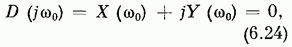 D (jω₀) = X (ω₀) + jY (ω₀) = 0,
(6.24)